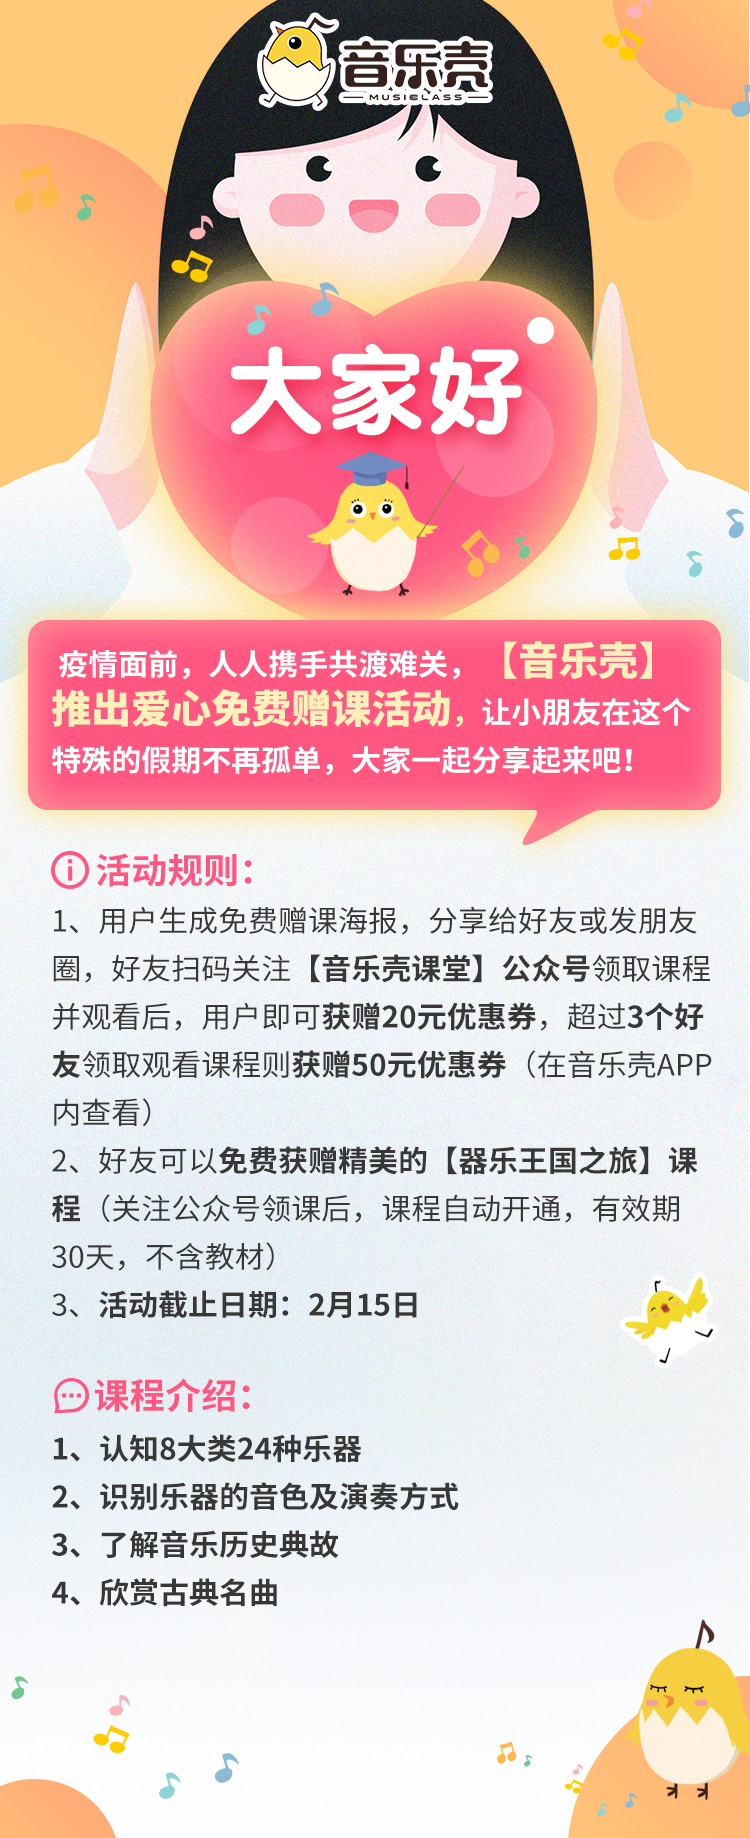 音乐壳
MUSICLASS
大家好
疫情面前，人人携手共渡难关，【音乐壳】
推出爱心免费赠课活动，让小朋友在这个
特殊的假期不再孤单，大家一起分享起来吧！
活动规则：
1、用户生成免费赠课海报，分享给好友或发朋友
圈，好友扫码关注【音乐壳课堂】公众号领取课程
并观看后，用户即可获赠20元优惠券，超过3个好
友领取观看课程则获赠50元优惠券（在音乐壳APP
内查看）
2、好友可以免费获赠精美的【器乐王国之旅】课
程（关注公众号领课后，课程自动开通，有效期
30天，不含教材）
3、活动截止日期：2月15日
课程介绍：
1、认知8大类24种乐器
2、识别乐器的音色及演奏方式
3、了解音乐历史典故
4、欣赏古典名曲